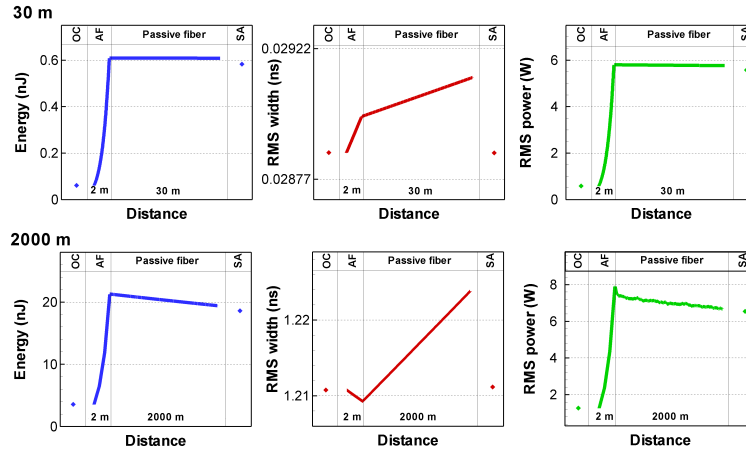 30 m
OC AF Passive fiber SA
Energy (nJ)
0.6
0.4
0.2
0
2 m 30 m
Distance
OC AF Passive fiber SA
RMS width (ns)
0.02922
0.02877
2 m 30 m
Distance
OC AF Passive fiber SA
RMS power (W)
6
4
2
0
2 m 30 m
Distance
2000 m
OC AF Passive fiber SA
Energy (nJ)
20
10
0
2 m 2000 m
Distance
OC AF Passive fiber SA
RMS width (ns)
1.22
1.21
2 m 2000 m
Distance
OC AF Passive fiber SA
RMS power (W)
8
6
4
2
2 m 2000 m
Distance